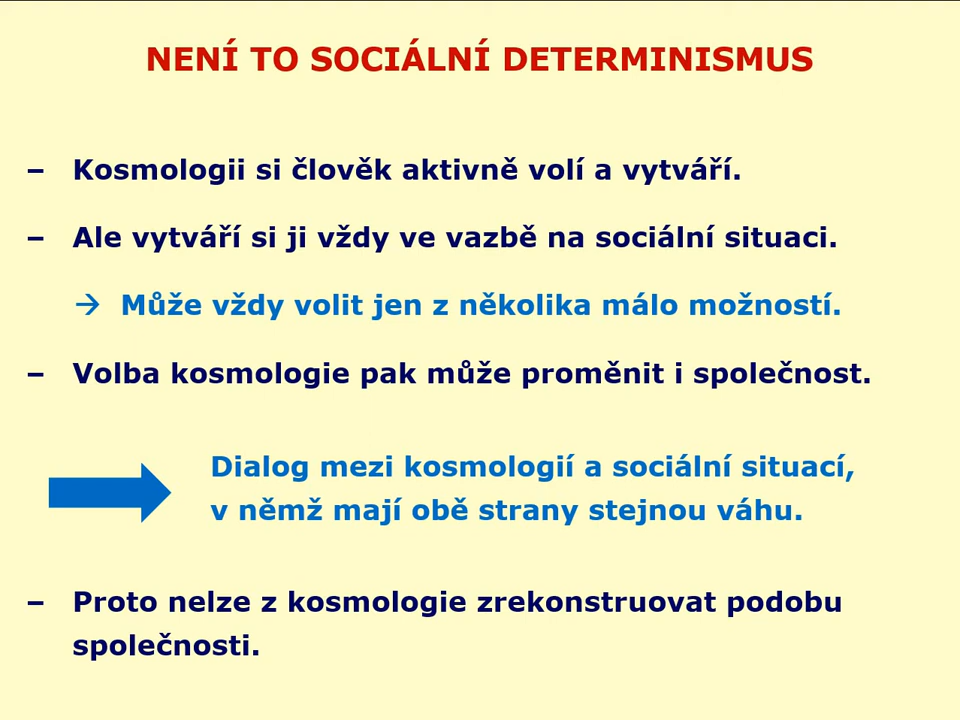 NENÍ TO SOCIÁLNÍ DETERMINISMUS
– Kosmologii si člověk aktivně volí a vytváří.
– Ale vytváří si ji vždy ve vazbě na sociální situaci.
→ Může vždy volit jen z několika málo možností.
– Volba kosmologie pak může proměnit i společnost.
Dialog mezi kosmologií a sociální situací,
v němž mají obě strany stejnou váhu.
– Proto nelze z kosmologie zrekonstruovat podobu
společnosti.